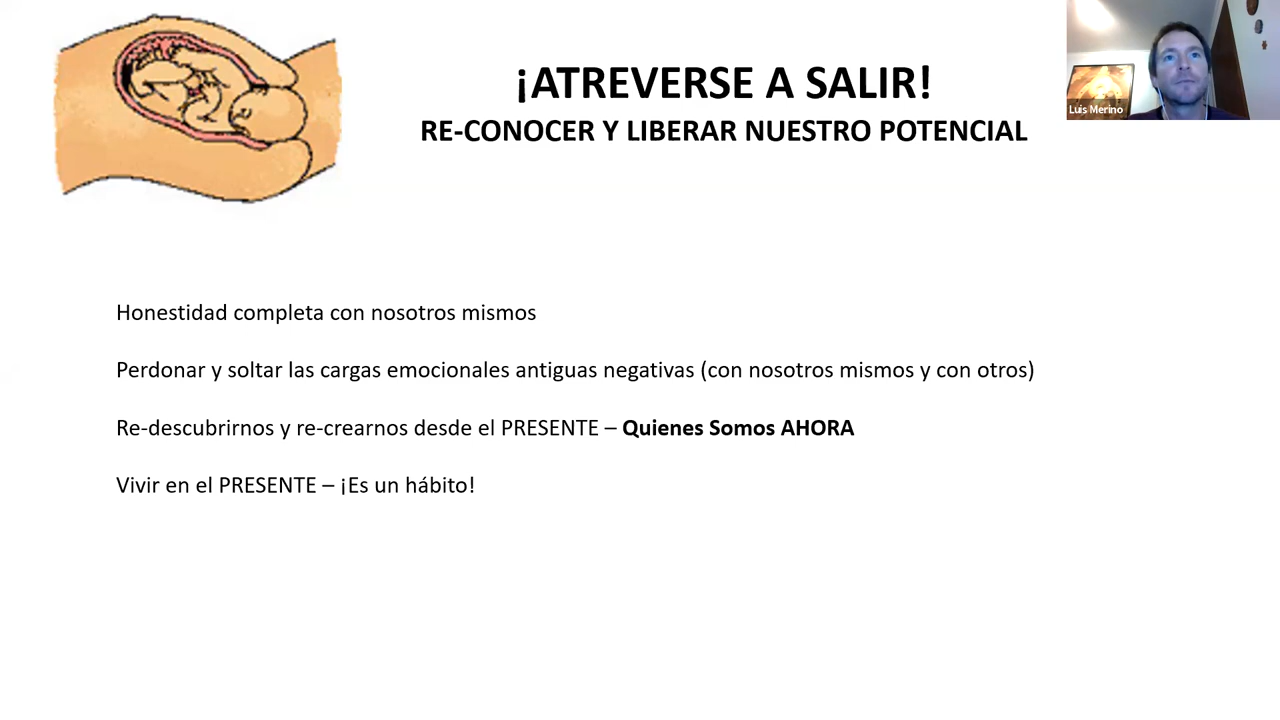 ¡ATREVERSE A SALIR!
RE-CONOCER Y LIBERAR NUESTRO POTENCIAL
Luis Merino
Honestidad completa con nosotros mismos
Perdonar y soltar las cargas emocionales antiguas negativas (con nosotros mismos y con otros)
Re-descubrirnos y re-crearnos desde el PRESENTE – Quienes Somos AHORA
Vivir en el PRESENTE – ¡Es un hábito!